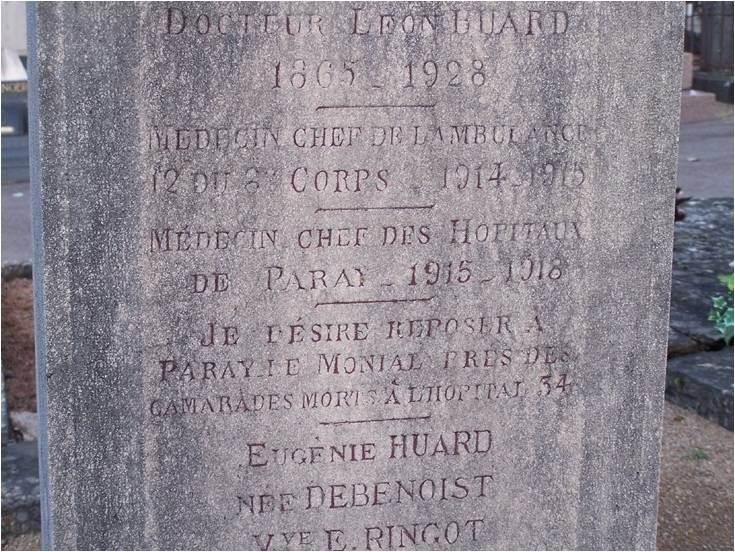 DOCTEUR LÉON HUARD
1865 - 1928
MÉDECIN CHEF DE L'AMBULANCE
12 DU 8E CORPS - 1914 - 1915
MÉDECIN CHEF DES HOPITAUX
DE PARAY - 1915 - 1918
JE DÉSIRE REPOSER À
PARAY-LE MONIAL PRÈS DES
CAMARADES MORTS À L'HOPITAL 34
EUGÈNIE HUARD
NÉE DEBENOIST
VVE E. RINGOT